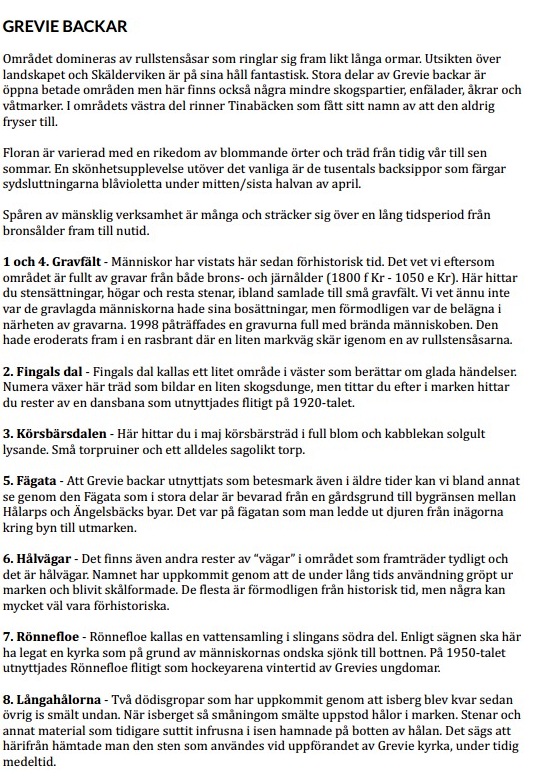 GREVIE BACKAR
Området domineras av rullstensåsar som ringlar sig fram likt långa ormar. Utsikten över
landskapet och Skälderviken är på sina håll fantastisk. Stora delar av Grevie backar är
öppna betade områden men här finns också några mindre skogspartier, enfälader, åkrar och
våtmarker. I områdets västra del rinner Tinabäcken som fått sitt namn av att den aldrig
fryser till.
Floran är varierad med en rikedom av blommande örter och träd från tidig vår till sen
sommar. En skönhetsupplevelse utöver det vanliga är de tusentals backsippor som färgar
sydsluttningarna blåvioletta under mitten/sista halvan av april.
Spåren av mänsklig verksamhet är många och sträcker sig över en lång tidsperiod från
bronsålder fram till nutid.
1 och 4. Gravfält - Människor har vistats här sedan förhistorisk tid. Det vet vi eftersom
området är fullt av gravar från både brons- och järnålder (1800 f Kr - 1050 e Kr). Här hittar
du stensättningar, högar och resta stenar, ibland samlade till små gravfält. Vi vet ännu inte
var de gravlagda människorna hade sina bosättningar, men förmodligen var de belägna i
närheten av gravarna. 1998 påträffades en gravurna full med brända människoben. Den
hade eroderats fram i en rasbrant där en liten markväg skär igenom en av rullstensåsarna.
2. Fingals dal - Fingals dal kallas ett litet område i väster som berättar om glada händelser.
Numera växer här träd som bildar en liten skogsdunge, men tittar du efter i marken hittar
du rester av en dansbana som utnyttjades flitigt på 1920-talet.
3. Körsbärsdalen - Här hittar du i maj körsbärsträd i full blom och kabblekan solgult
lysande. Små torpruiner och ett alldeles sagolikt torp.
5. Fägata - Att Grevie backar utnyttjats som betesmark även i äldre tider kan vi bland annat
se genom den Fägata som i stora delar är bevarad från en gårdsgrund till bygränsen mellan
Hålarps och Ängelsbäcks byar. Det var på fägatan som man ledde ut djuren från inägorna
kring byn till utmarken.
6. Hålvägar - Det finns även andra rester av “vägar” i området som framträder tydligt och
det är hålvägar. Namnet har uppkommit genom att de under lång tids användning gröpt ur
marken och blivit skålformade. De flesta är förmodligen från historisk tid, men några kan
mycket väl vara förhistoriska.
7. Rönnefloe - Rönnefloe kallas en vattensamling i slingans södra del. Enligt sägnen ska här
ha legat en kyrka som på grund av människornas ondska sjönk till bottnen. På 1950-talet
utnyttjades Rönnefloe flitigt som hockeyarena vintertid av Grevies ungdomar.
8. Långahålorna - Två dödisgropar som har uppkommit genom att isberg blev kvar sedan
övrig is smält undan. När isberget så småningom smälte uppstod hålor i marken. Stenar och
annat material som tidigare suttit infrusna i isen hamnade på botten av hålan. Det sägs att
härifrån hämtade man den sten som användes vid uppförandet av Grevie kyrka, under tidig
medeltid.